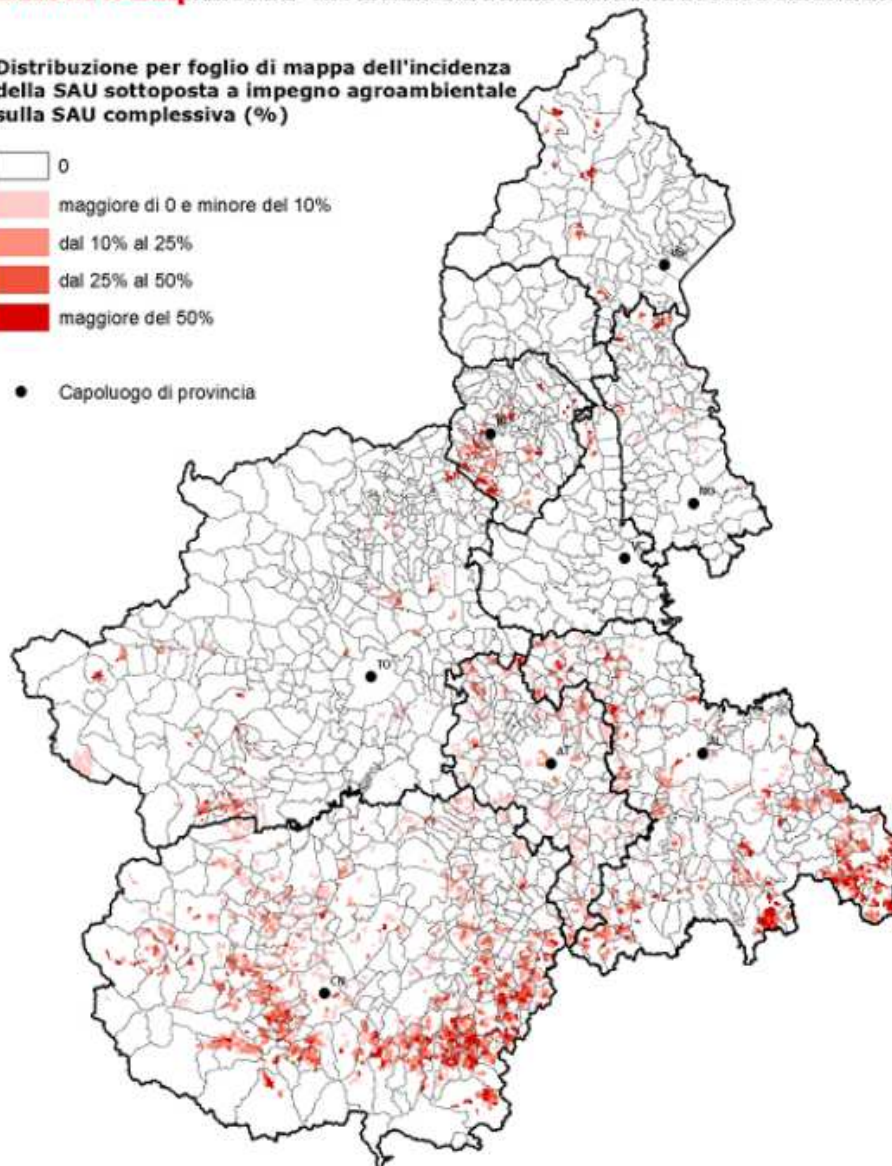 Distribuzione per foglio di mappa dell'incidenza
della SAU sottoposta a impegno agroambientale
sulla SAU complessiva (%)
0
maggiore di 0 e minore del 10%
dal 10% al 25%
dal 25% al 50%
maggiore del 50%
Capoluogo di provincia
NO
TO
AT
AL
CN